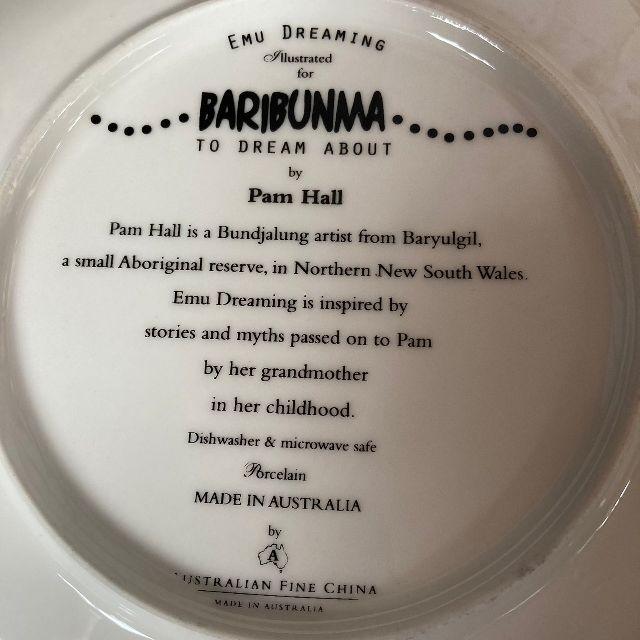 EMU DREAMING
Illustrated
for
BARIBUNMA
TO DREAM ABOUT
by
Pam Hall
Pam Hall is a Bundjalung artist from Baryulgil,
a small Aboriginal reserve, in Northern New South Wales.
Emu Dreaming is inspired by
stories and myths passed on to Pam
by her grandmother
in her childhood.
Dishwasher & microwave safe
Porcelain
MADE IN AUSTRALIA
by
A
AUSTRALIAN FINE CHINA
MADE IN AUSTRALIA